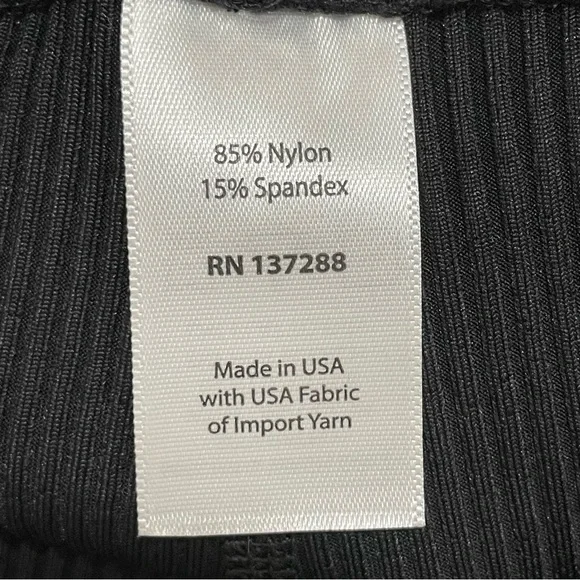 85% Nylon
15% Spandex
RN 137288
Made in USA
with USA Fabric
of Import Yarn